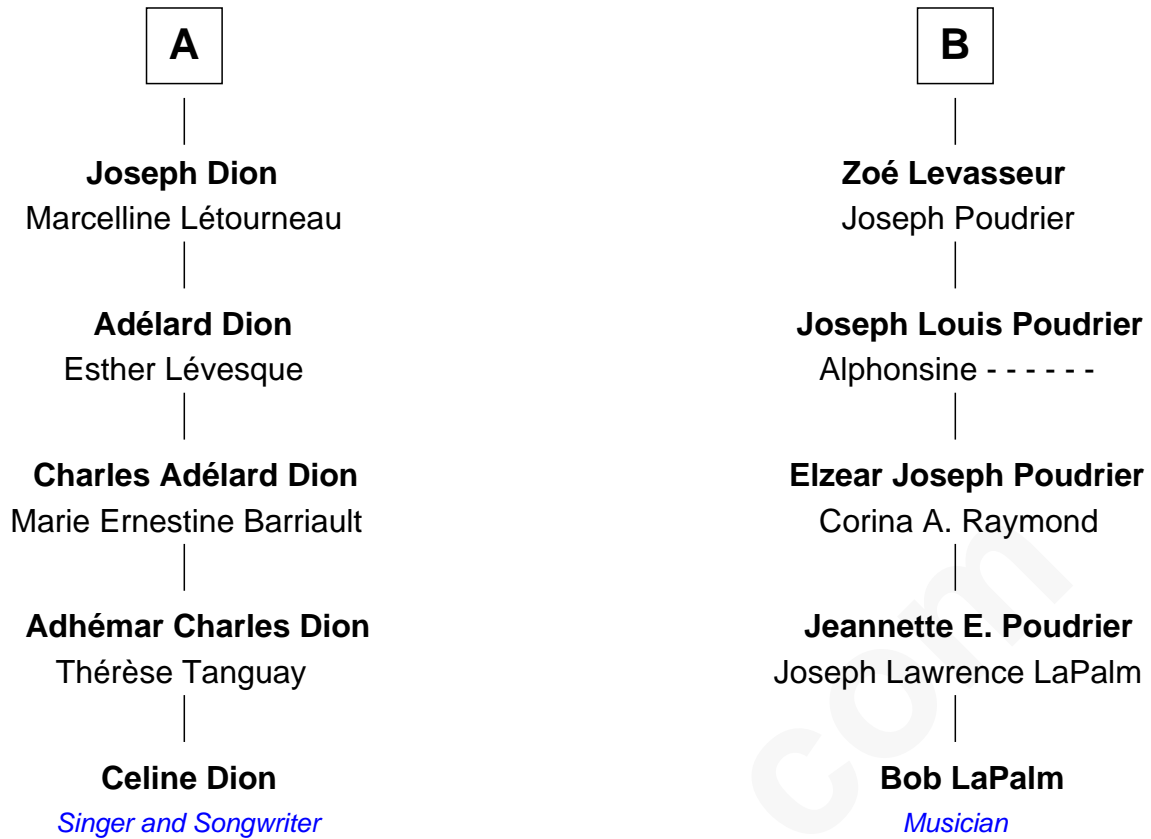 A
Joseph Dion
Marcelline Létourneau
Adélard Dion
Esther Lévesque
Charles Adélard Dion
Marie Ernestine Barriault
Adhémar Charles Dion
Thérèse Tanguay
Celine Dion
Singer and Songwriter
B
Zoé Levasseur
Joseph Poudrier
Joseph Louis Poudrier
Alphonsine - - - - - -
Elzear Joseph Poudrier
Corina A. Raymond
Jeannette E. Poudrier
Joseph Lawrence LaPalm
Bob LaPalm
Musician
com